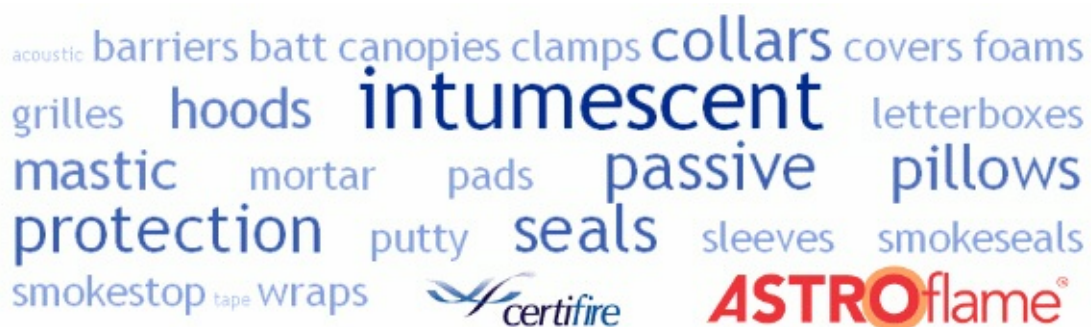 acoustic barriers batt canopies clamps collars covers foams
grilles hoods intumescent letterboxes
mastic mortar pads passive pillows
protection putty seals sleeves smokeseals
smokestop tape wraps certifire ASTROflame®